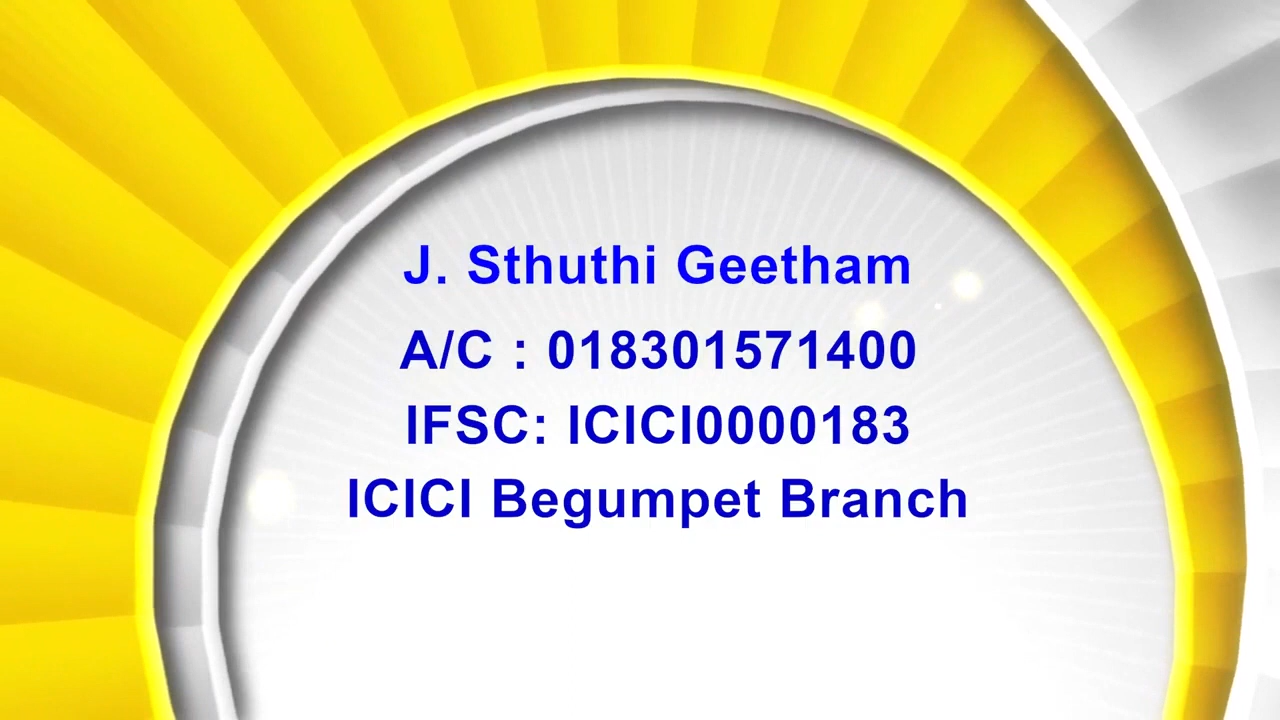 J. Sthuthi Geetham
A/C : 018301571400
IFSC: ICICI0000183
ICICI Begumpet Branch